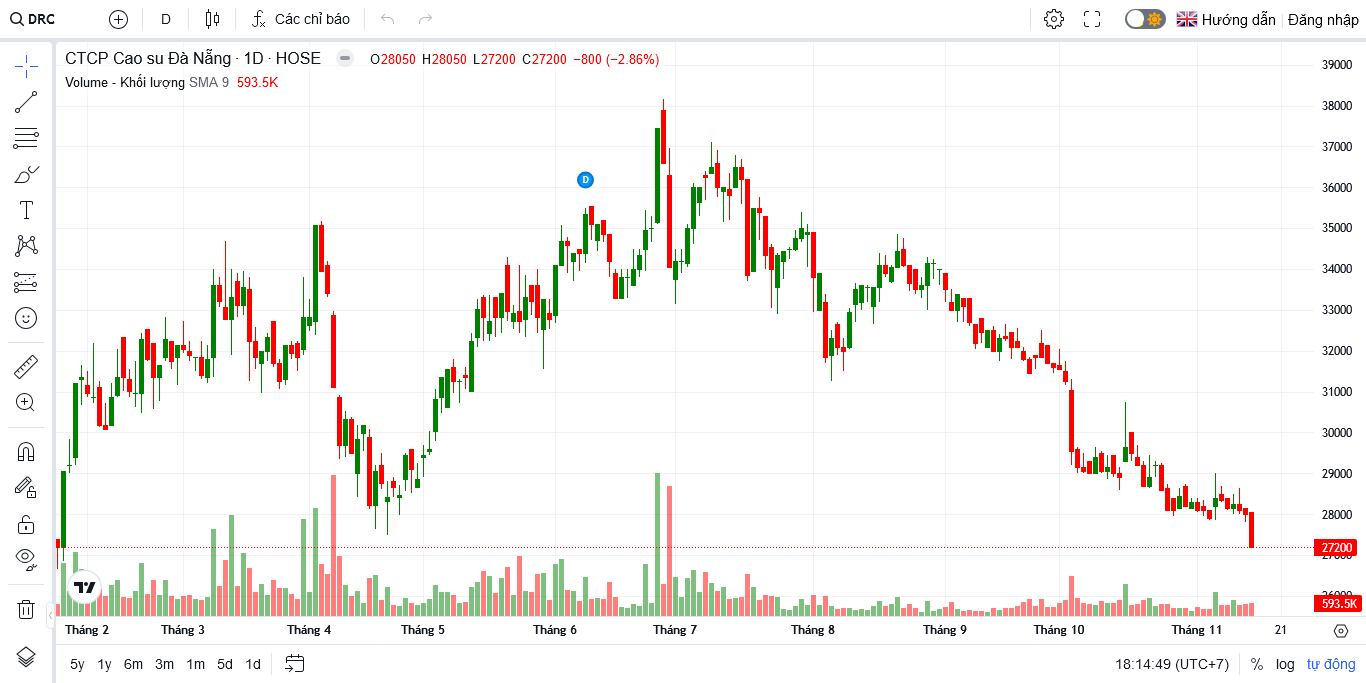 DRC D Các chỉ báo Hướng dẫn Đăng nhập
CTCP Cao su Đà Nẵng · 1D · HOSE O28050 H28050 L27200 C27200 −800 (−2.86%)
Volume - Khối lượng SMA 9 593.5K
39000
38000
37000
36000
D
35000
34000
33000
32000
31000
30000
29000
28000
27200
27000
26000
593.5K
Tháng 2 Tháng 3 Tháng 4 Tháng 5 Tháng 6 Tháng 7 Tháng 8 Tháng 9 Tháng 10 Tháng 11 21
5y 1y 6m 3m 1m 5d 1d 18:14:49 (UTC+7) % log tự động